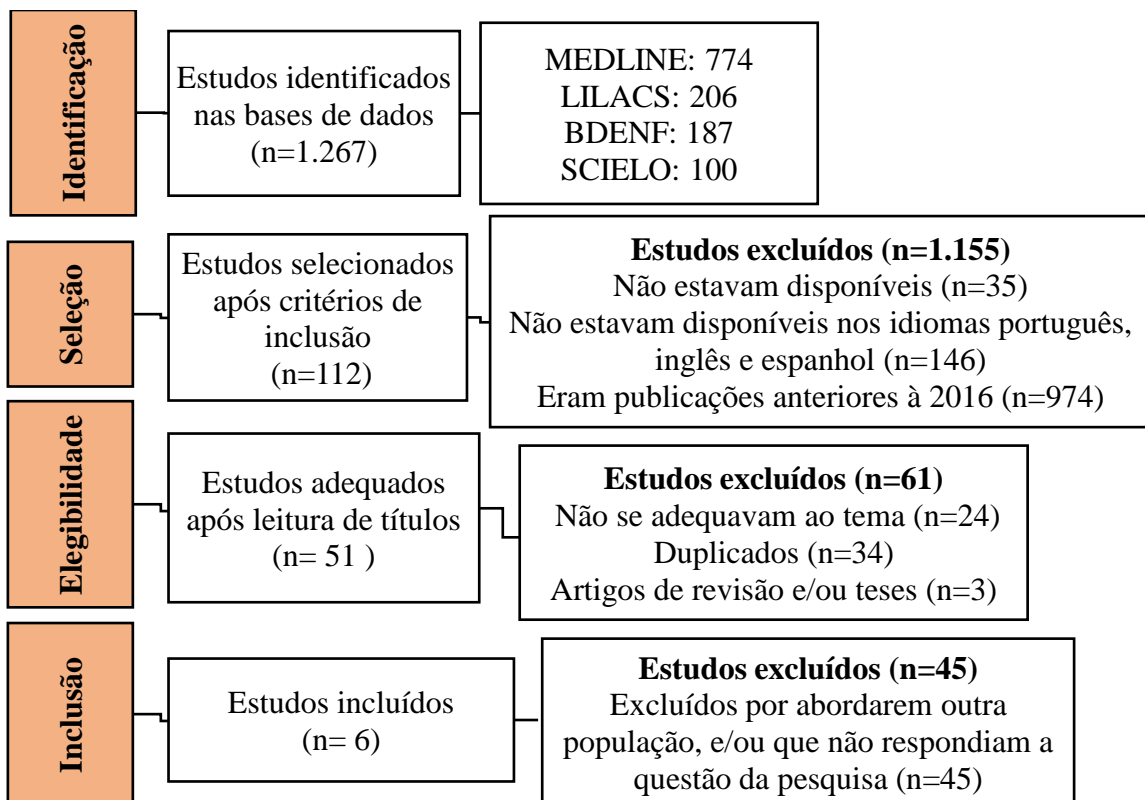 Identificação
Estudos identificados
nas bases de dados
(n=1.267)
MEDLINE: 774
LILACS: 206
BDENF: 187
SCIELO: 100
Seleção
Estudos selecionados
após critérios de
inclusão
(n=112)
Estudos excluídos (n=1.155)
Não estavam disponíveis (n=35)
Não estavam disponíveis nos idiomas português,
inglês e espanhol (n=146)
Eram publicações anteriores à 2016 (n=974)
Elegibilidade
Estudos adequados
após leitura de títulos
(n= 51 )
Estudos excluídos (n=61)
Não se adequavam ao tema (n=24)
Duplicados (n=34)
Artigos de revisão e/ou teses (n=3)
Inclusão
Estudos incluídos
(n= 6)
Estudos excluídos (n=45)
Excluídos por abordarem outra
população, e/ou que não respondiam a
questão da pesquisa (n=45)